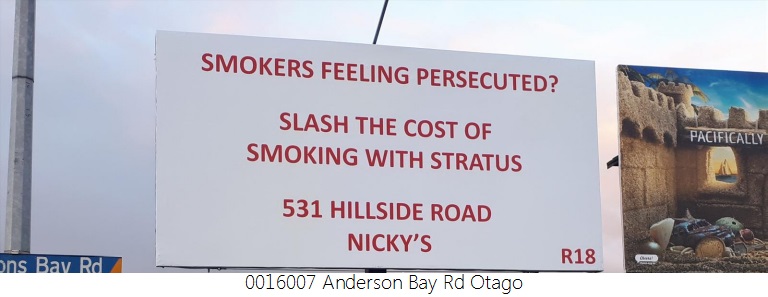 SMOKERS FEELING PERSECUTED?
SLASH THE COST OF
SMOKING WITH STRATUS
531 HILLSIDE ROAD
NICKY'S
R18
PACIFICALLY
ons Bay Rd
0016007 Anderson Bay Rd Otago